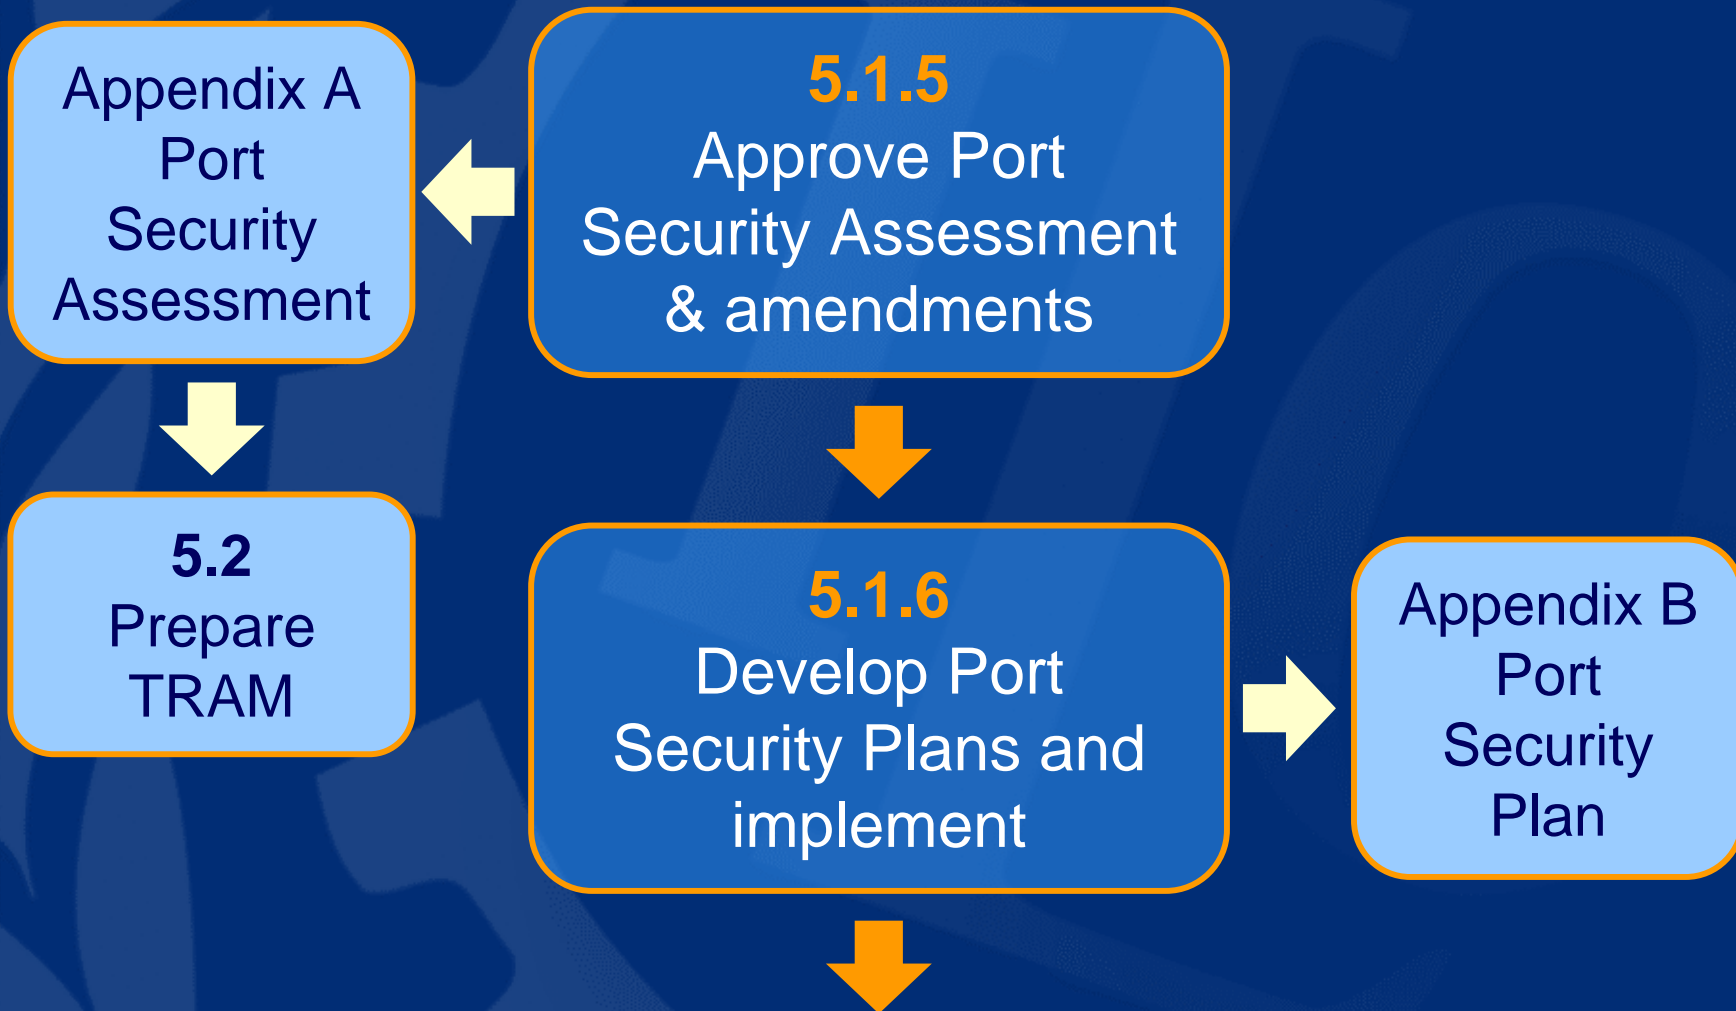 Appendix A
Port
Security
Assessment
5.1.5
Approve Port
Security Assessment
& amendments
5.2
Prepare
TRAM
5.1.6
Develop Port
Security Plans and
implement
Appendix B
Port
Security
Plan